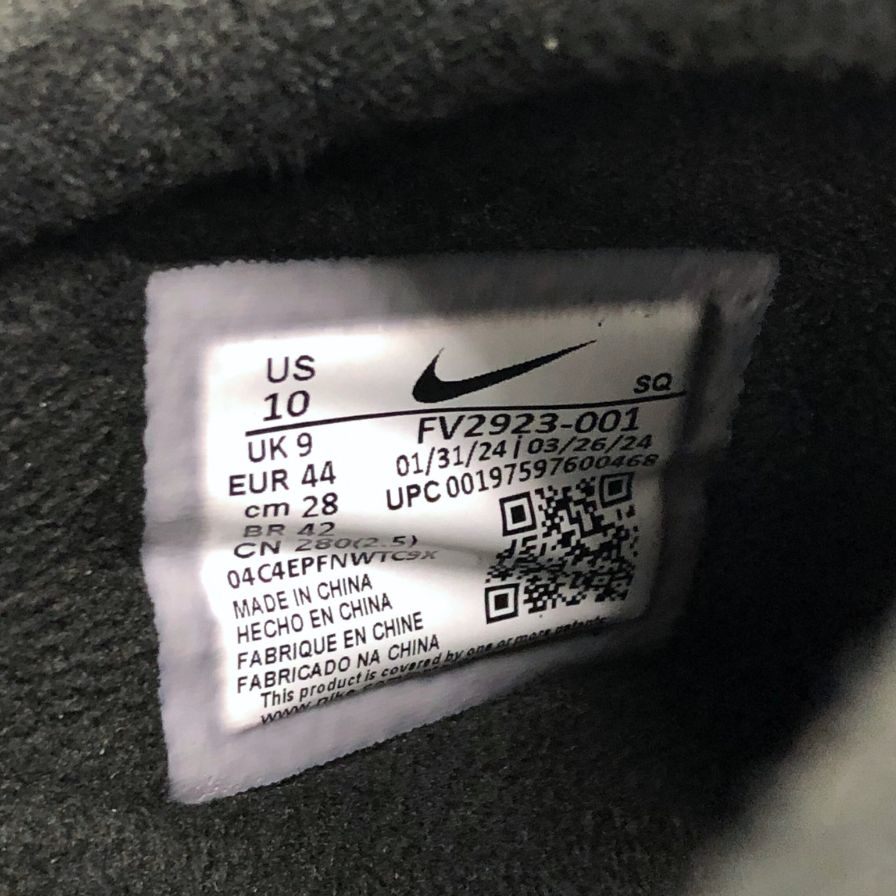 US
10
SQ
UK 9
FV2923-001
EUR 44
01/31/24 | 03/26/24
cm 28
UPC 00197597600468
BR 42
CN 280(2.5)
04C4EPFNWTC9X
MADE IN CHINA
HECHO EN CHINA
FABRIQUE EN CHINE
FABRICADO NA CHINA
This product is covered by one or more patents.